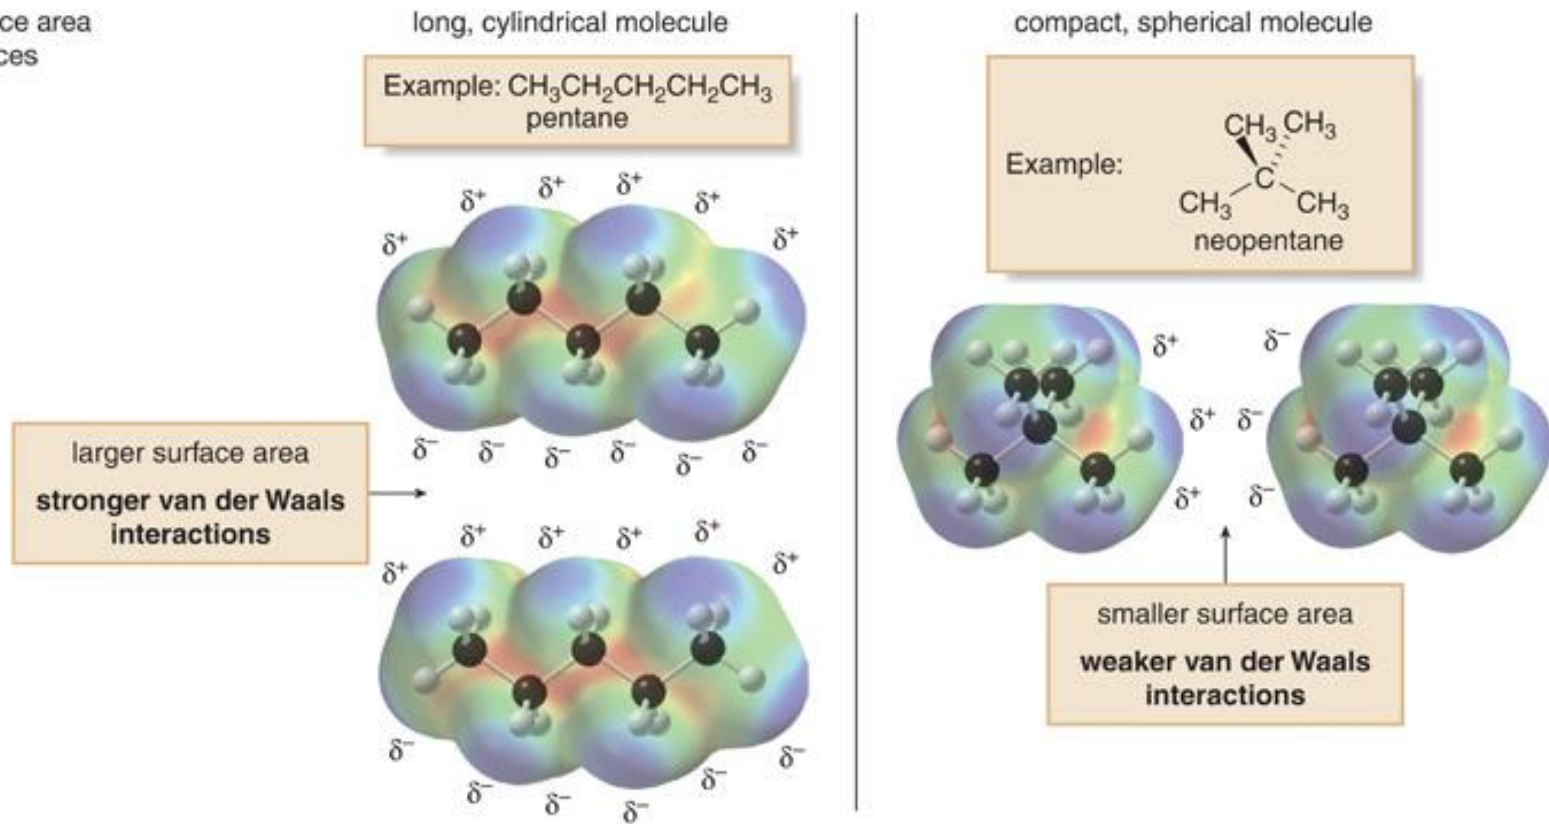 ce area
ces
long, cylindrical molecule
Example: CH₃CH₂CH₂CH₂CH₃
pentane
δ⁺ δ⁺ δ⁺ δ⁺ δ⁺ δ⁺
δ⁻ δ⁻ δ⁻ δ⁻ δ⁻ δ⁻
larger surface area
stronger van der Waals
interactions
δ⁺ δ⁺ δ⁺ δ⁺ δ⁺ δ⁺
δ⁻ δ⁻ δ⁻ δ⁻ δ⁻ δ⁻
compact, spherical molecule
CH₃ CH₃
Example:
C
CH₃ CH₃
neopentane
δ⁺ δ⁻
δ⁺ δ⁻
δ⁺ δ⁻
smaller surface area
weaker van der Waals
interactions